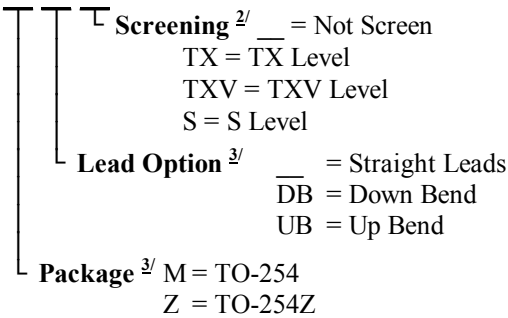 Screening 2/ __ = Not Screen
TX = TX Level
TXV = TXV Level
S = S Level
Lead Option 3/ __ = Straight Leads
DB = Down Bend
UB = Up Bend
Package 3/ M = TO-254
Z = TO-254Z